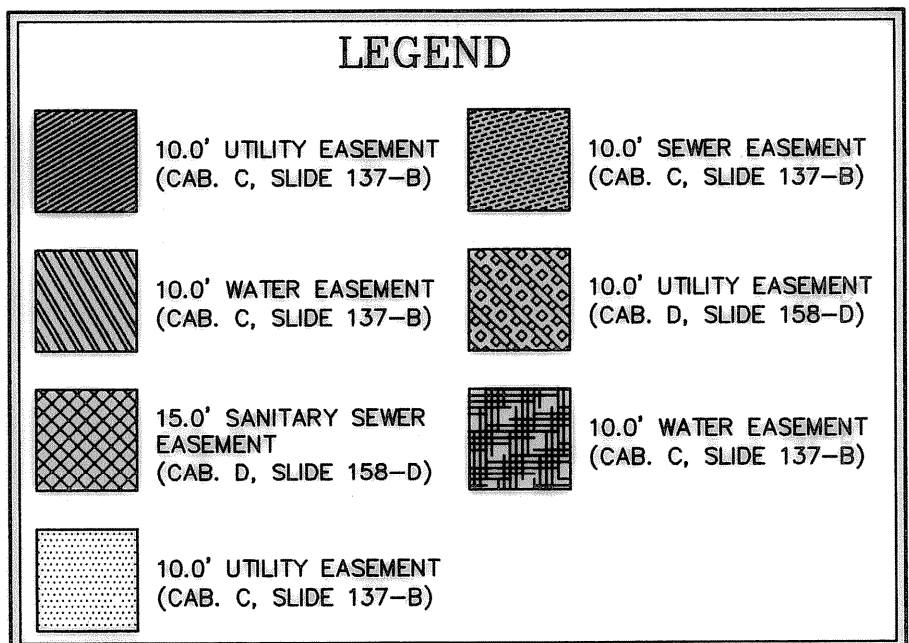 LEGEND
10.0' UTILITY EASEMENT
(CAB. C, SLIDE 137-B)
10.0' SEWER EASEMENT
(CAB. C, SLIDE 137-B)
10.0' WATER EASEMENT
(CAB. C, SLIDE 137-B)
10.0' UTILITY EASEMENT
(CAB. D, SLIDE 158-D)
15.0' SANITARY SEWER
EASEMENT
(CAB. D, SLIDE 158-D)
10.0' WATER EASEMENT
(CAB. C, SLIDE 137-B)
10.0' UTILITY EASEMENT
(CAB. C, SLIDE 137-B)